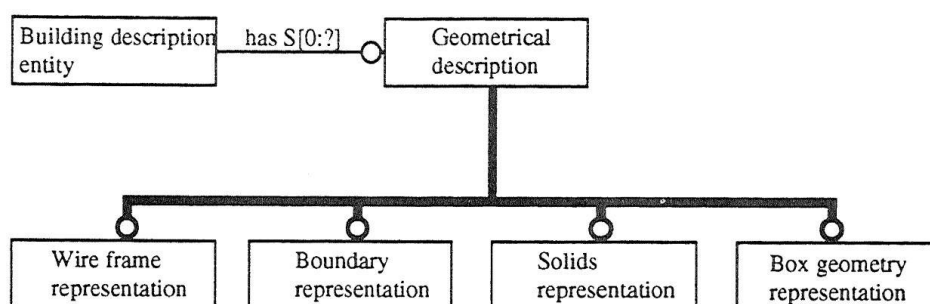 Building description
entity
has S[0:?]
Geometrical
description
Wire frame
representation
Boundary
representation
Solids
representation
Box geometry
representation